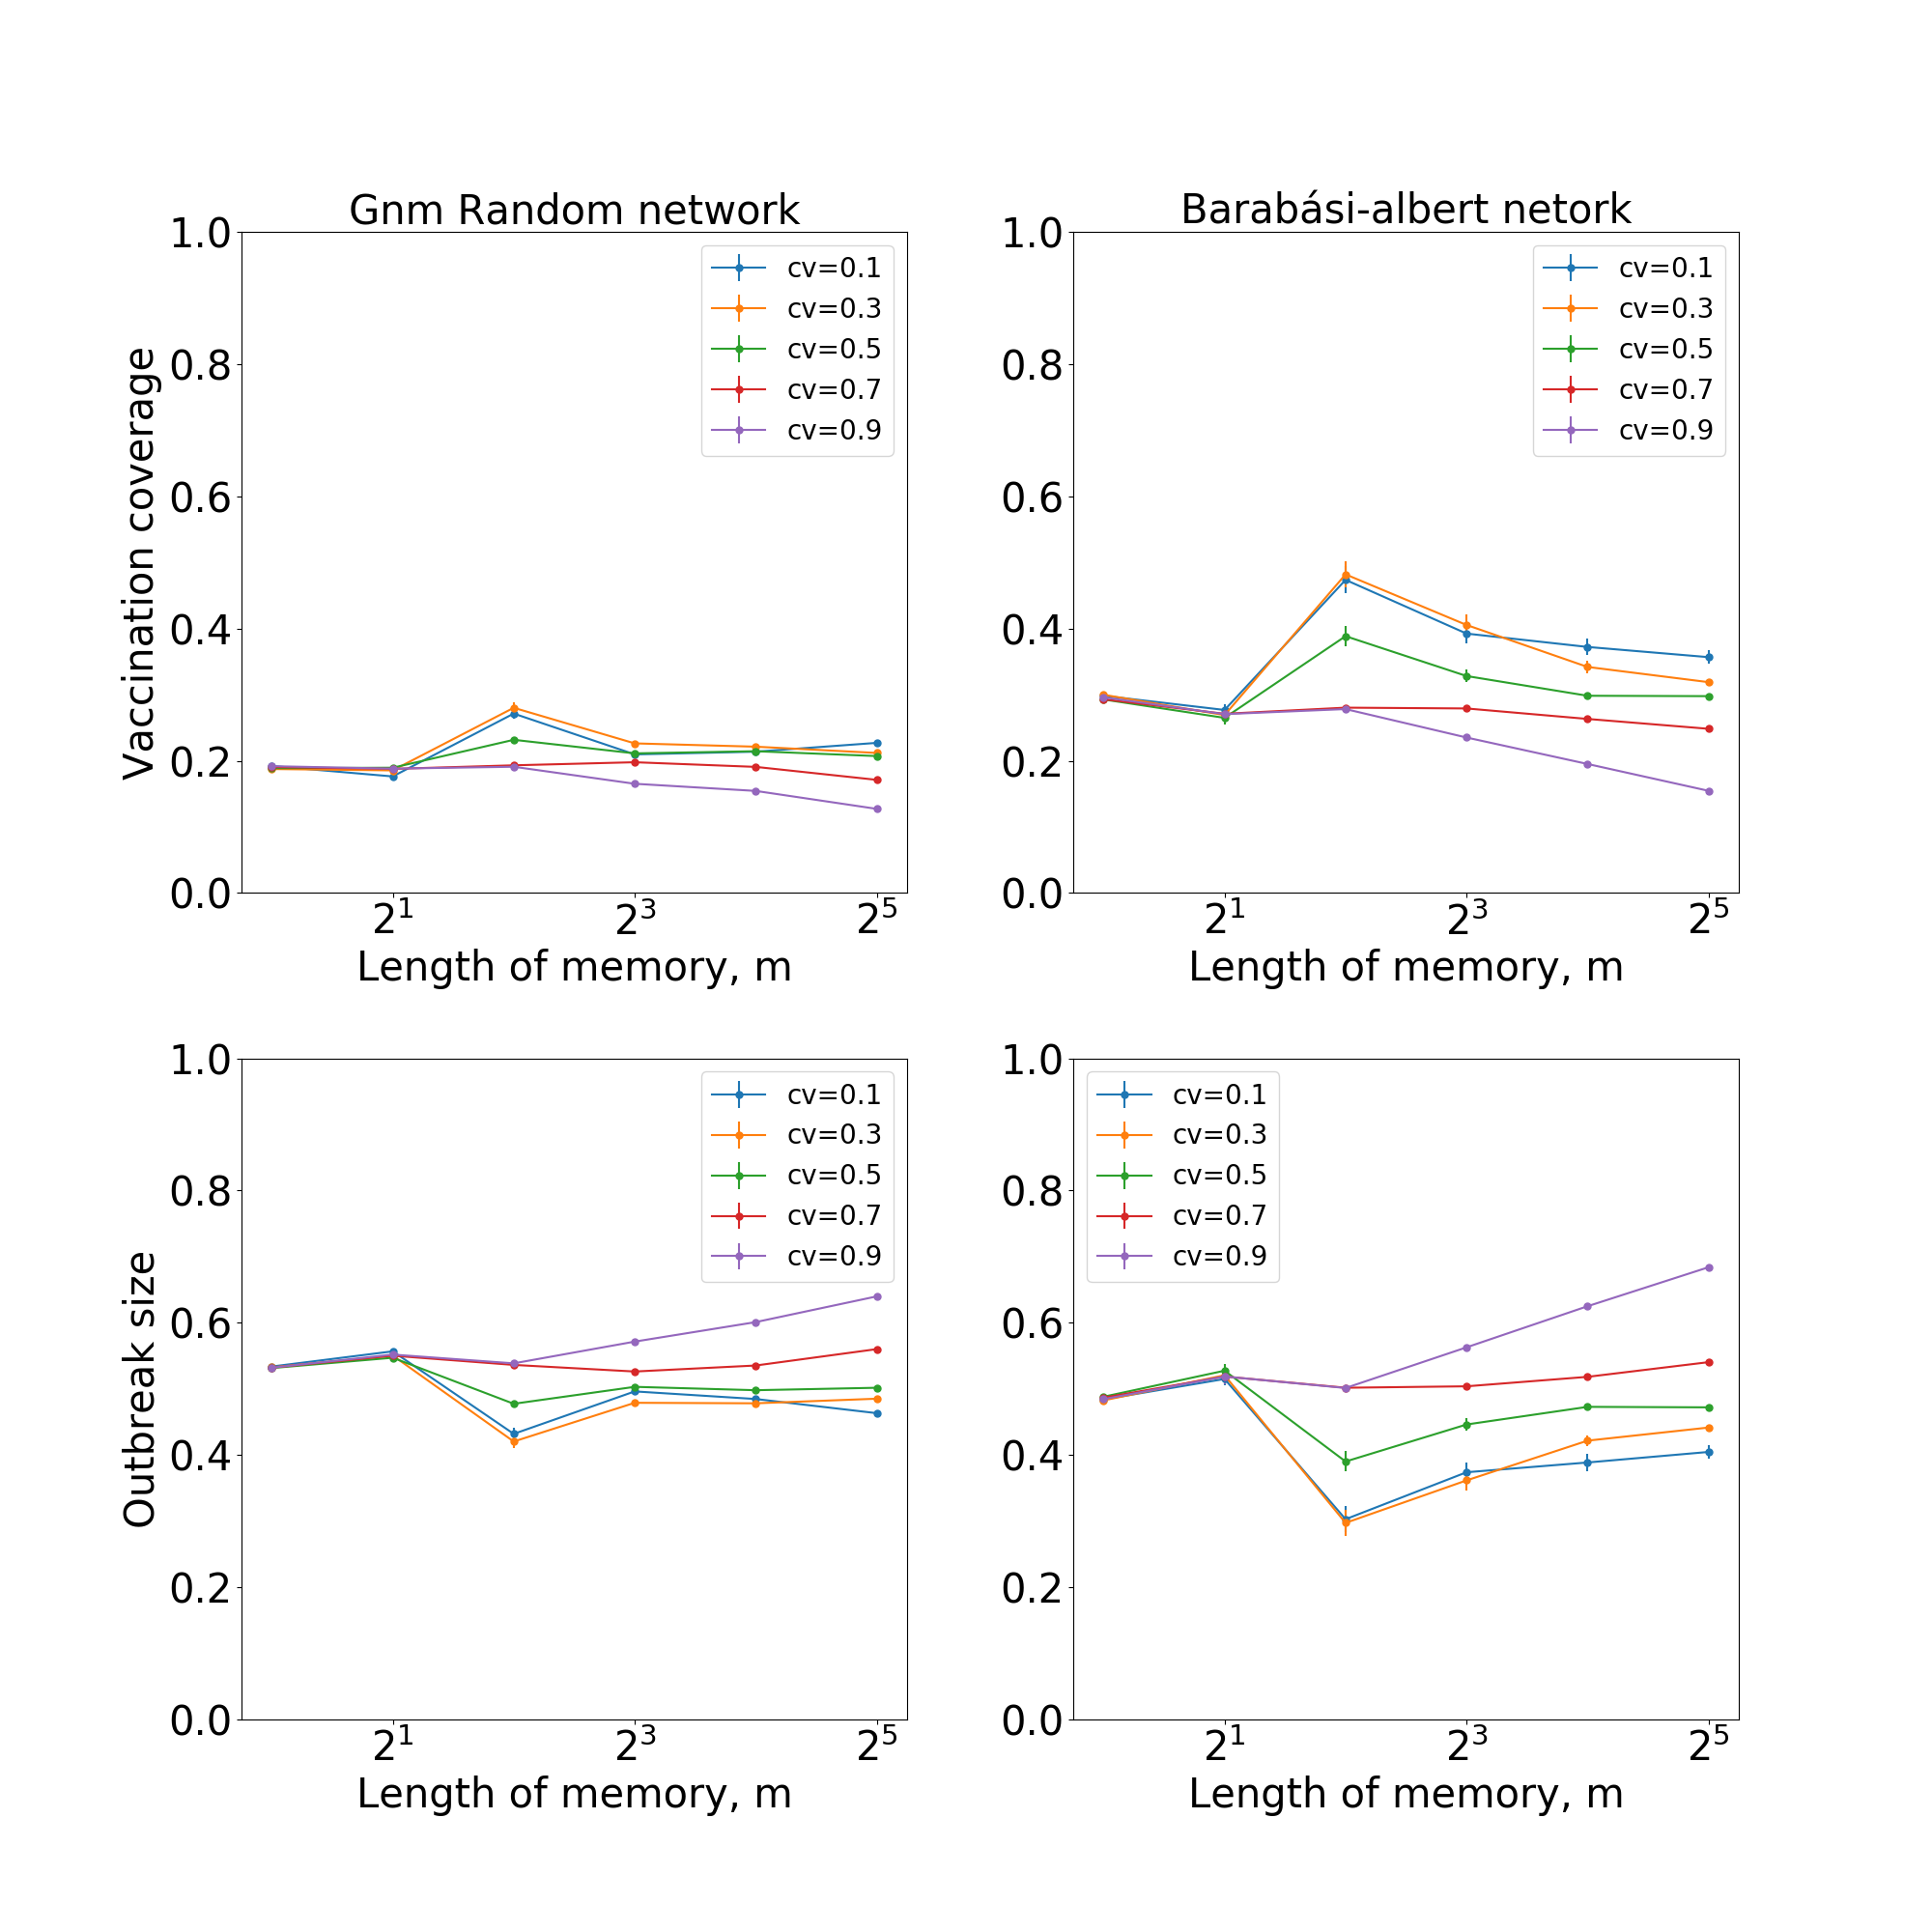 Gnm Random network
1.0
0.8
0.6
0.4
0.2
0.0
Vaccination coverage
cv=0.1
cv=0.3
cv=0.5
cv=0.7
cv=0.9
2¹ 2³ 2⁵
Length of memory, m
Barabási-albert netork
1.0
0.8
0.6
0.4
0.2
0.0
cv=0.1
cv=0.3
cv=0.5
cv=0.7
cv=0.9
2¹ 2³ 2⁵
Length of memory, m
1.0
0.8
0.6
0.4
0.2
0.0
Outbreak size
cv=0.1
cv=0.3
cv=0.5
cv=0.7
cv=0.9
2¹ 2³ 2⁵
Length of memory, m
1.0
0.8
0.6
0.4
0.2
0.0
cv=0.1
cv=0.3
cv=0.5
cv=0.7
cv=0.9
2¹ 2³ 2⁵
Length of memory, m